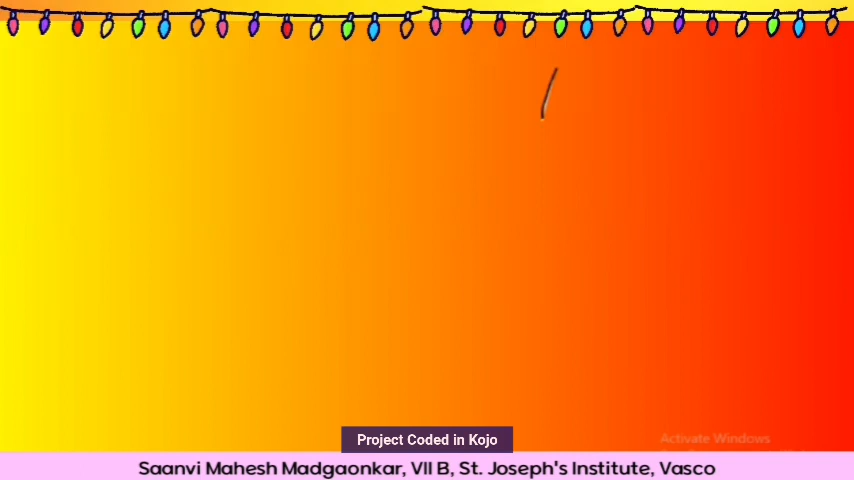 Project Coded in Kojo
Activate Windows
Saanvi Mahesh Madgaonkar, VII B, St. Joseph's Institute, Vasco